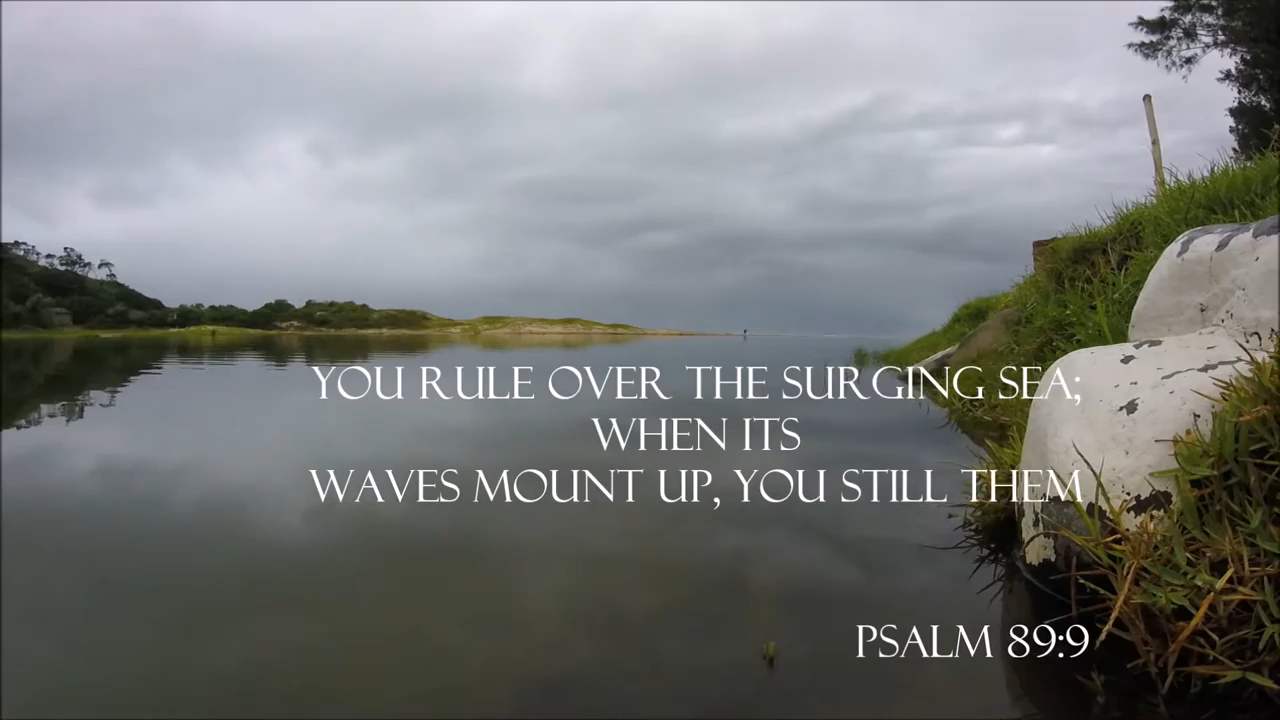 YOU RULE OVER THE SURGING SEA;
WHEN ITS
WAVES MOUNT UP, YOU STILL THEM
PSALM 89:9